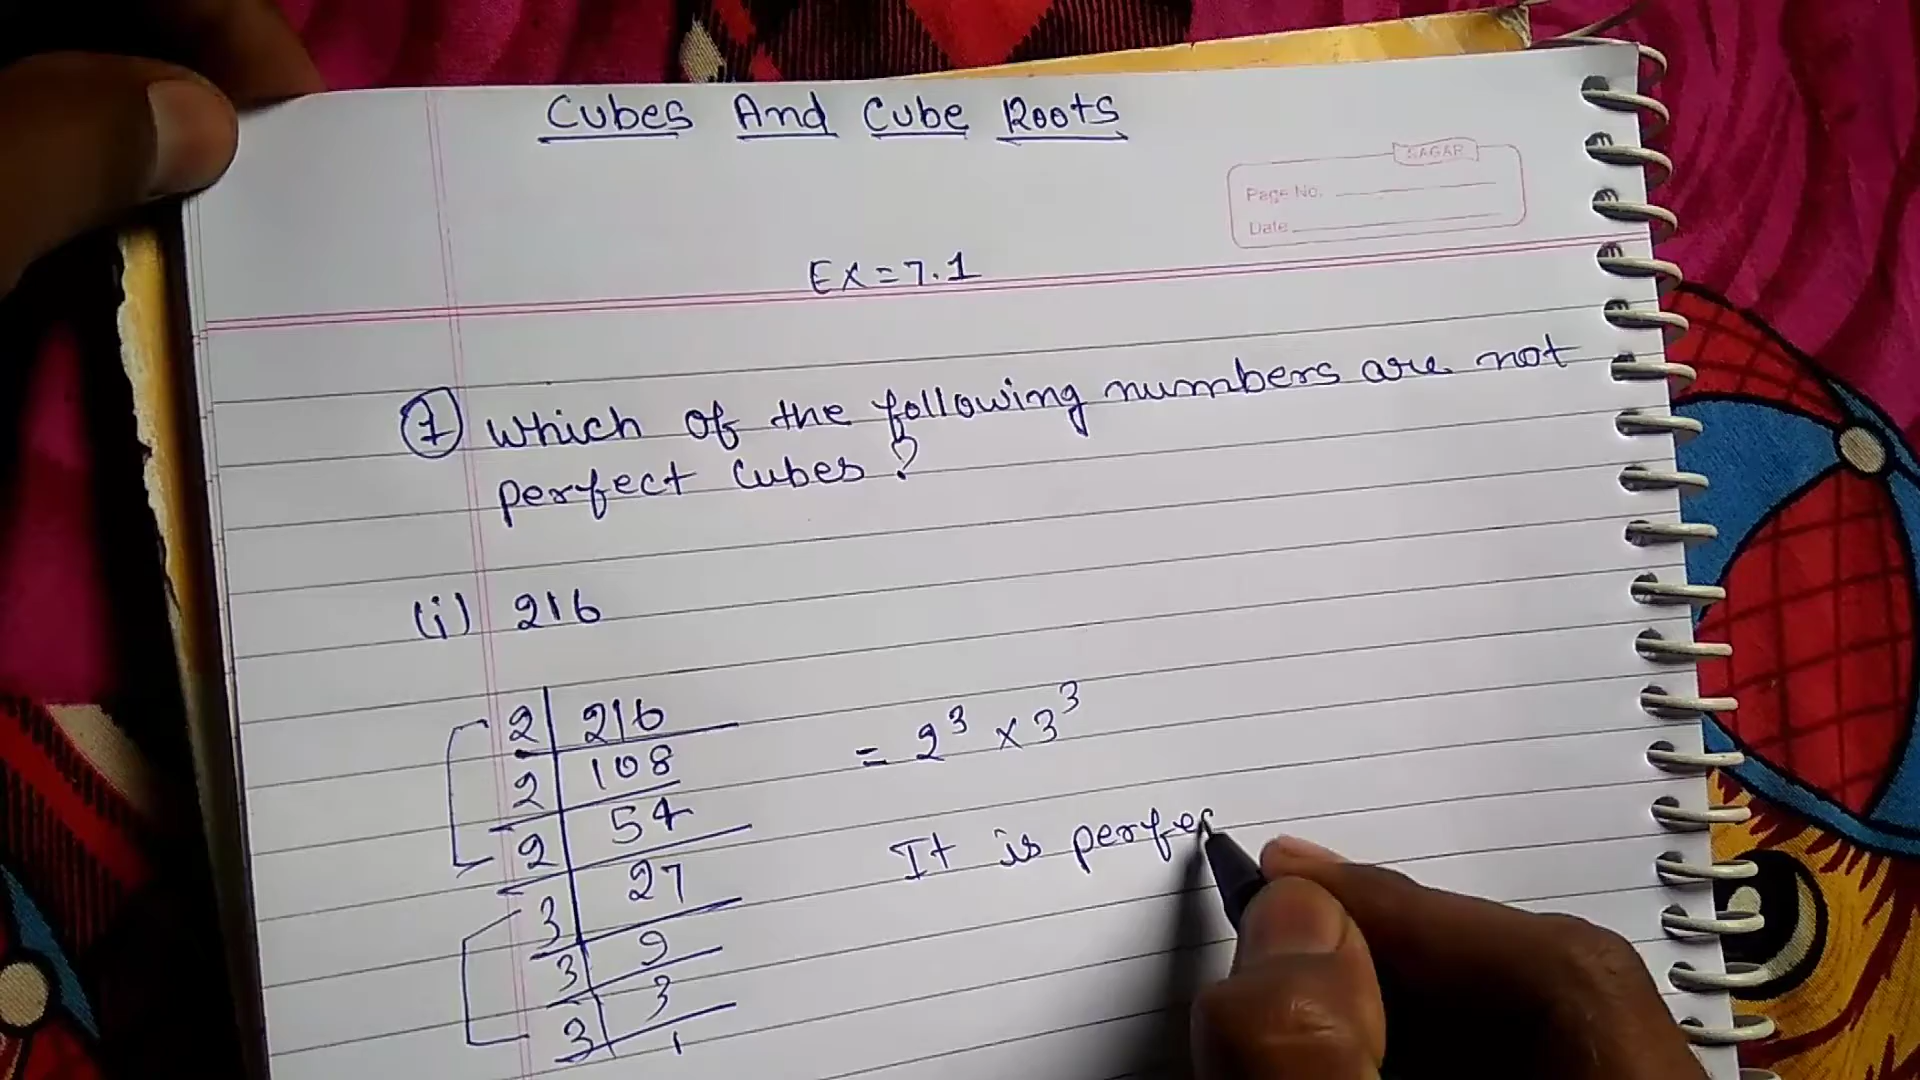 Cubes And Cube Roots
SAGAR
Page No.
Date
Ex = 7.1
1 Which of the following numbers are not
perfect cubes?
(i) 216
2 | 216
2 | 108
2 | 54
3 | 27
3 | 9
3 | 3
1
= 2³ × 3³
It is perfec